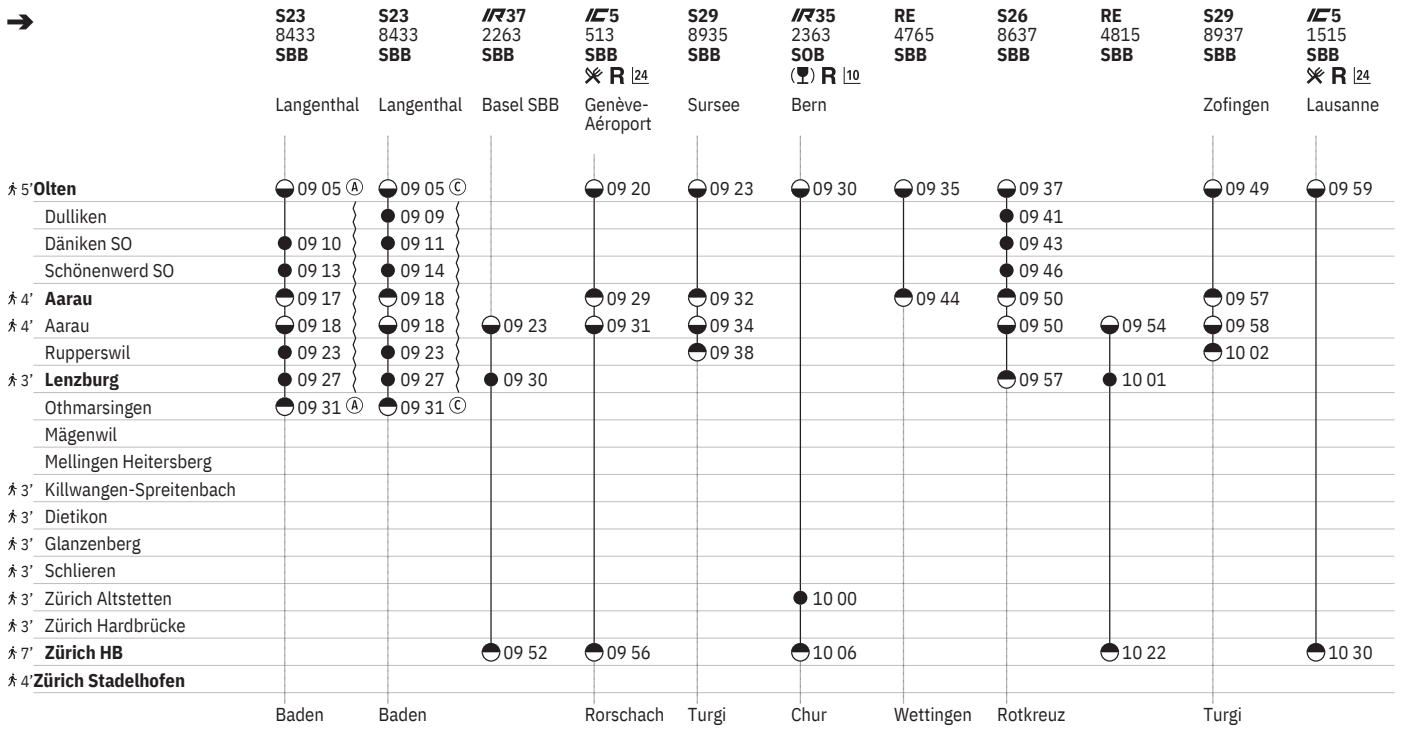 S23 S23 IR37 IC5 S29 IR35 RE S26 RE S29 IC5
8433 8433 2263 513 8935 2363 4765 8637 4815 8937 1515
SBB SBB SBB SBB SBB SOB SBB SBB SBB SBB SBB
R 24 R 10 R 24
Langenthal Langenthal Basel SBB Genève- Sursee Bern Zofingen Lausanne
Aéroport
5’ Olten 09 05 A 09 05 C 09 20 09 23 09 30 09 35 09 37 09 49 09 59
Dulliken 09 09 09 41
Däniken SO 09 10 09 11 09 43
Schönenwerd SO 09 13 09 14 09 46
4’ Aarau 09 17 09 18 09 29 09 32 09 44 09 50 09 57
4’ Aarau 09 18 09 18 09 23 09 31 09 34 09 50 09 54 09 58
Rupperswil 09 23 09 23 09 38 10 02
3’ Lenzburg 09 27 09 27 09 30 09 57 10 01
Othmarsingen 09 31 A 09 31 C
Mägenwil
Mellingen Heitersberg
3’ Killwangen-Spreitenbach
3’ Dietikon
3’ Glanzenberg
3’ Schlieren
3’ Zürich Altstetten 10 00
3’ Zürich Hardbrücke
7’ Zürich HB 09 52 09 56 10 06 10 22 10 30
4’ Zürich Stadelhofen
Baden Baden Rorschach Turgi Chur Wettingen Rotkreuz Turgi